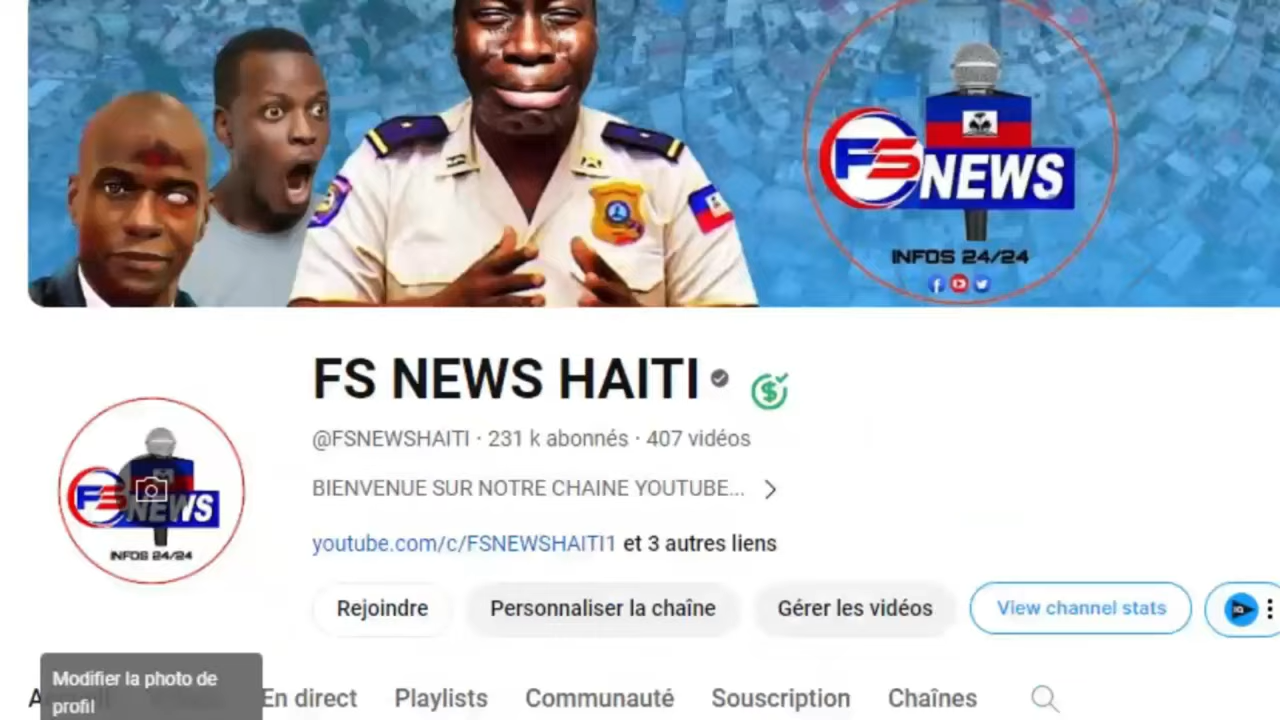 FS NEWS
INFOS 24/24
FS NEWS HAITI
@FSNEWSHAITI · 231 k abonnés · 407 vidéos
BIENVENUE SUR NOTRE CHAINE YOUTUBE...
youtube.com/c/FSNEWSHAITI1 et 3 autres liens
FS NEWS
INFOS 24/24
Rejoindre
Personnaliser la chaîne
Gérer les vidéos
View channel stats
Modifier la photo de
profil
En direct
Playlists
Communauté
Souscription
Chaînes